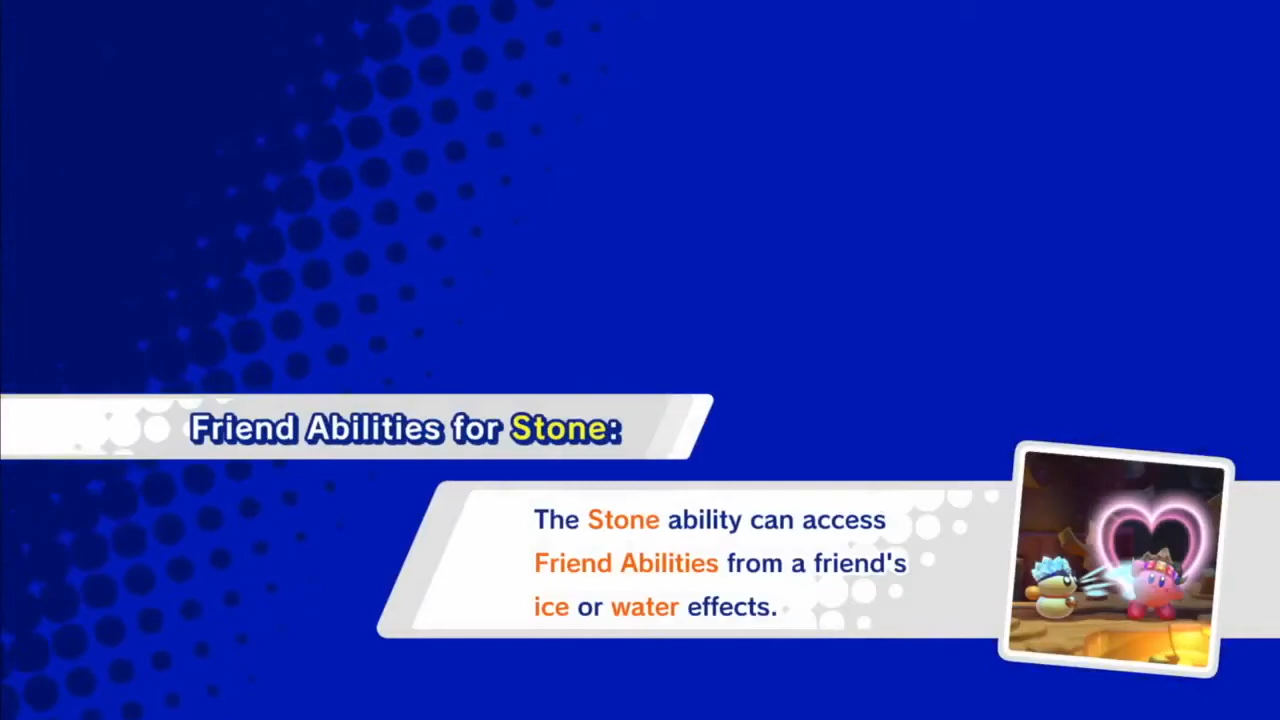 Friend Abilities for Stone:
The Stone ability can access
Friend Abilities from a friend's
ice or water effects.